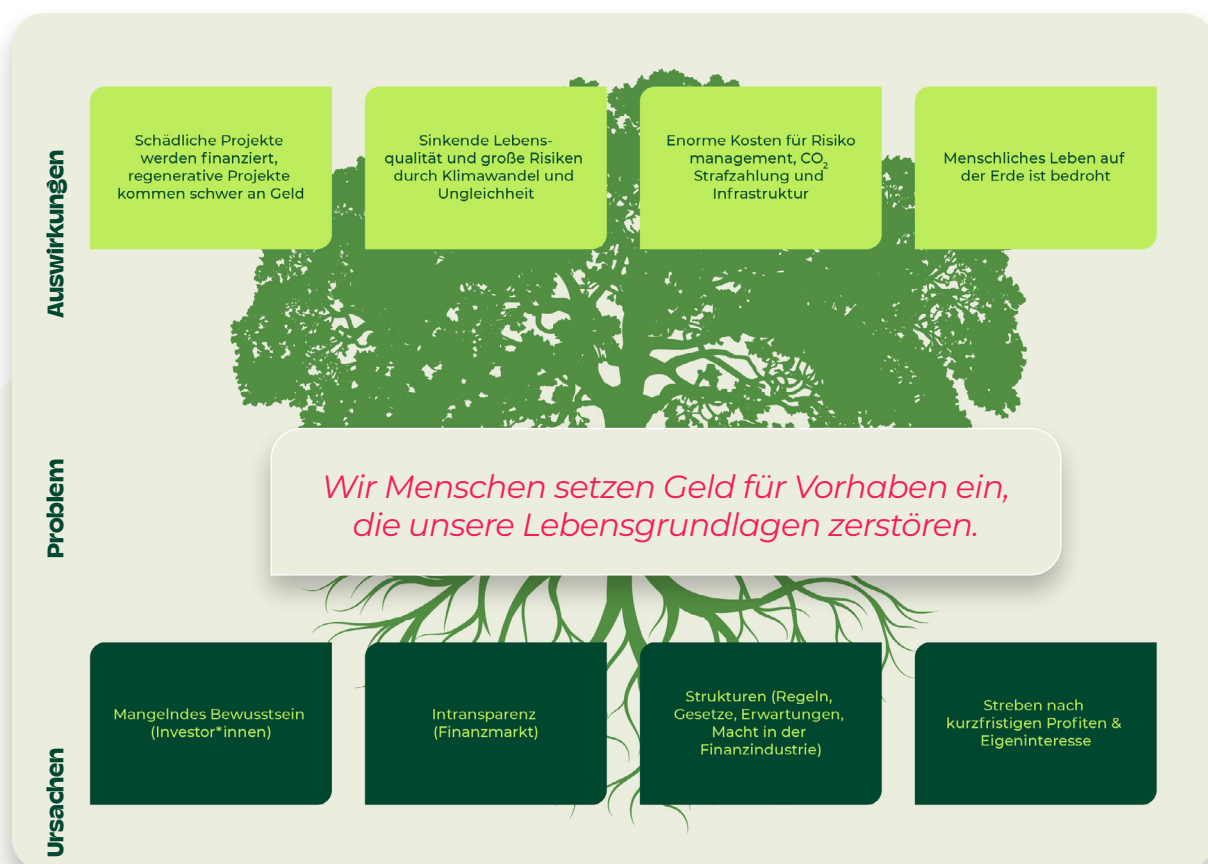 Auswirkungen
Schädliche Projekte
werden finanziert,
regenerative Projekte
kommen schwer an Geld
Sinkende Lebens-
qualität und große Risiken
durch Klimawandel und
Ungleichheit
Enorme Kosten für Risiko
management, CO₂
Strafzahlung und
Infrastruktur
Menschliches Leben auf
der Erde ist bedroht
Problem
Wir Menschen setzen Geld für Vorhaben ein,
die unsere Lebensgrundlagen zerstören.
Ursachen
Mangelndes Bewusstsein
(Investor*innen)
Intransparenz
(Finanzmarkt)
Strukturen (Regeln,
Gesetze, Erwartungen,
Macht in der
Finanzindustrie)
Streben nach
kurzfristigen Profiten &
Eigeninteresse